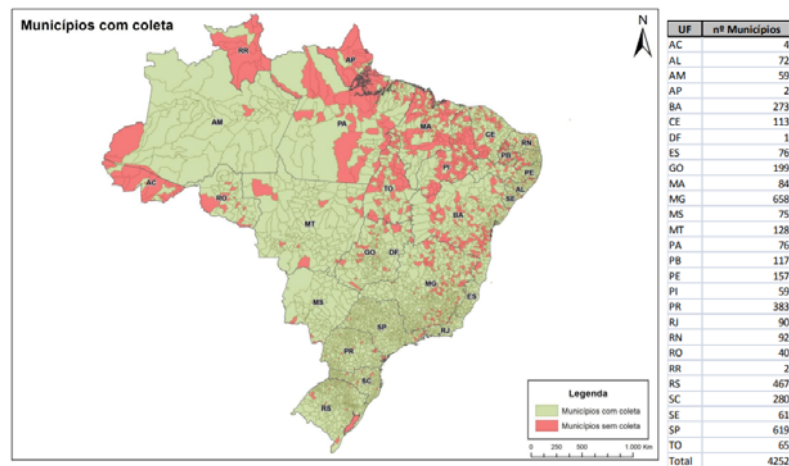 Municípios com coleta
N
RR
AP
AM
PA
MA
CE
RN
PB
PE
PI
AL
SE
AC
RO
TO
BA
MT
GO
DF
MG
ES
MS
SP
RJ
PR
SC
RS
Legenda
Municípios com coleta
Municípios sem coleta
0 250 500 1.000 Km
UF nº Municípios
AC 4
AL 72
AM 59
AP 2
BA 273
CE 113
DF 1
ES 76
GO 199
MA 84
MG 658
MS 75
MT 128
PA 76
PB 117
PE 157
PI 59
PR 383
RJ 90
RN 92
RO 40
RR 2
RS 467
SC 280
SE 61
SP 619
TO 65
Total 4252